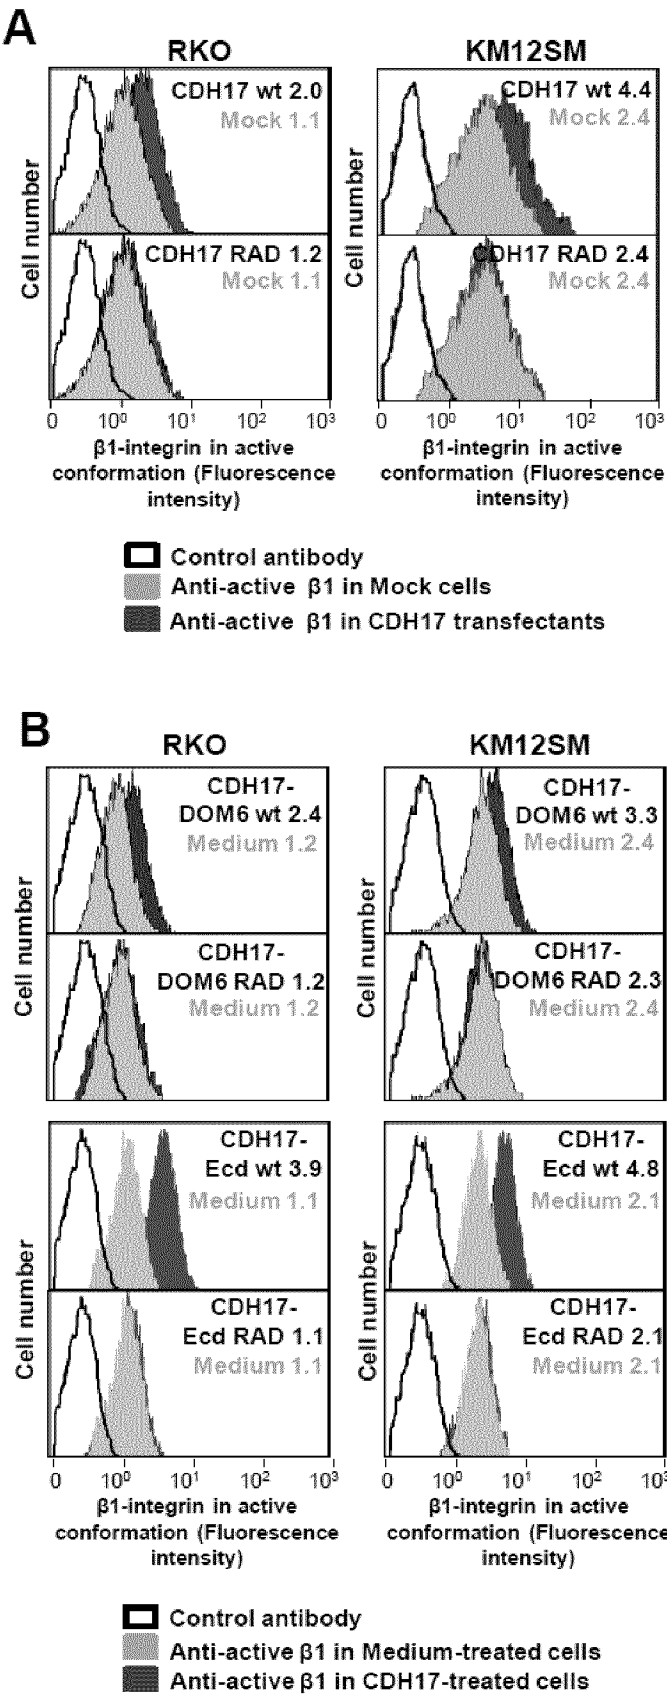 A
RKO
KM12SM
CDH17 wt 2.0
Mock 1.1
CDH17 wt 4.4
Mock 2.4
Cell number
Cell number
CDH17 RAD 1.2
Mock 1.1
CDH17 RAD 2.4
Mock 2.4
0 10⁰ 10¹ 10² 10³
0 10⁰ 10¹ 10² 10³
β1-integrin in active
conformation (Fluorescence
intensity)
β1-integrin in active
conformation (Fluorescence
intensity)
Control antibody
Anti-active β1 in Mock cells
Anti-active β1 in CDH17 transfectants
B
RKO
KM12SM
CDH17-
DOM6 wt 2.4
Medium 1.2
CDH17-
DOM6 wt 3.3
Medium 2.4
Cell number
Cell number
CDH17-
DOM6 RAD 1.2
Medium 1.2
CDH17-
DOM6 RAD 2.3
Medium 2.4
CDH17-
Ecd wt 3.9
Medium 1.1
CDH17-
Ecd wt 4.8
Medium 2.1
Cell number
Cell number
CDH17-
Ecd RAD 1.1
Medium 1.1
CDH17-
Ecd RAD 2.1
Medium 2.1
0 10⁰ 10¹ 10² 10³
0 10⁰ 10¹ 10² 10³
β1-integrin in active
conformation (Fluorescence
intensity)
β1-integrin in active
conformation (Fluorescence
intensity)
Control antibody
Anti-active β1 in Medium-treated cells
Anti-active β1 in CDH17-treated cells